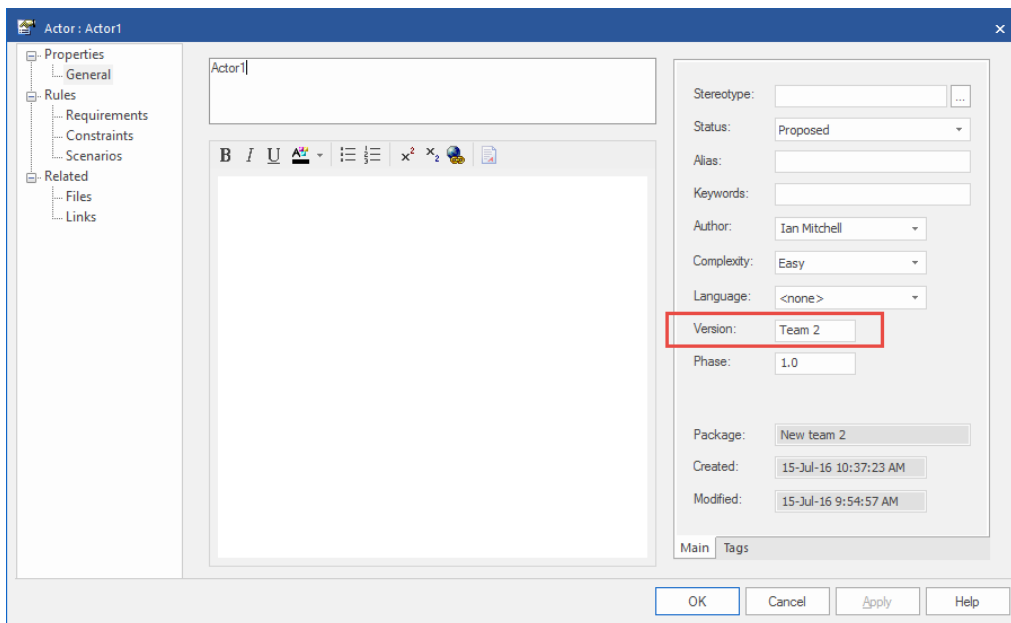 Actor : Actor1
Properties
General
Rules
Requirements
Constraints
Scenarios
Related
Files
Links
Actor1
B I U A x² x₂
Stereotype: ...
Status: Proposed
Alias:
Keywords:
Author: Ian Mitchell
Complexity: Easy
Language: <none>
Version: Team 2
Phase: 1.0
Package: New team 2
Created: 15-Jul-16 10:37:23 AM
Modified: 15-Jul-16 9:54:57 AM
Main Tags
OK Cancel Apply Help